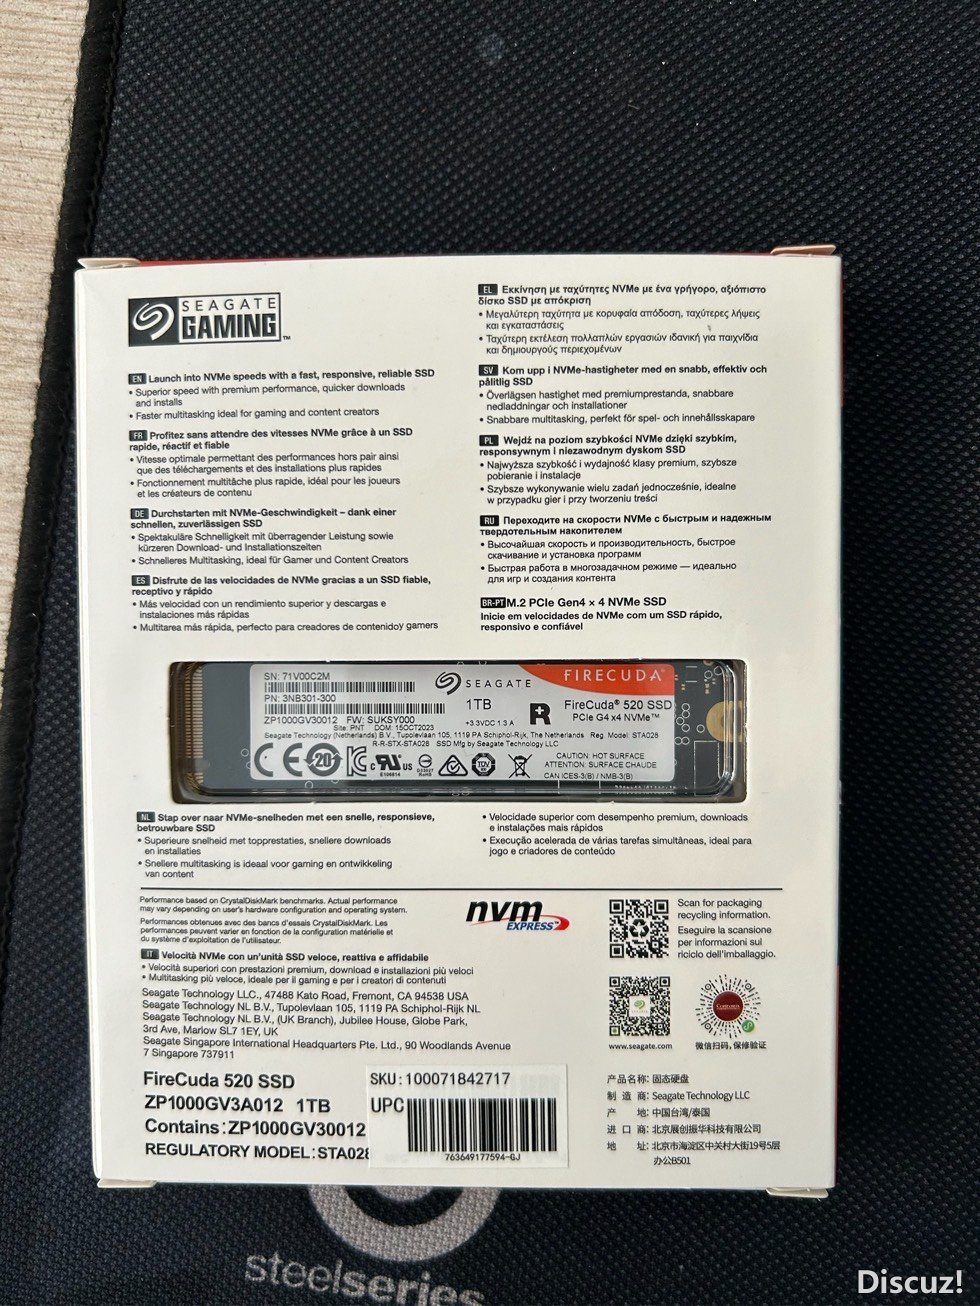 SEAGATE
GAMING™
EN Launch into NVMe speeds with a fast, responsive, reliable SSD
• Superior speed with premium performance, quicker downloads
and installs
• Faster multitasking ideal for gaming and content creators
FR Profitez sans attendre des vitesses NVMe grâce à un SSD
rapide, réactif et fiable
• Vitesse optimale permettant des performances hors pair ainsi
que des téléchargements et des installations plus rapides
• Fonctionnement multitâche plus rapide, idéal pour les joueurs
et les créateurs de contenu
DE Durchstarten mit NVMe-Geschwindigkeit – dank einer
schnellen, zuverlässigen SSD
• Spektakuläre Schnelligkeit mit überragender Leistung sowie
kürzeren Download- und Installationszeiten
• Schnelleres Multitasking, ideal für Gamer und Content Creators
ES Disfrute de las velocidades de NVMe gracias a un SSD fiable,
receptivo y rápido
• Más velocidad con un rendimiento superior y descargas e
instalaciones más rápidas
• Multitarea más rápida, perfecto para creadores de contenidoy gamers
EL Εκκίνηση με ταχύτητες NVMe με ένα γρήγορο, αξιόπιστο
δίσκο SSD με απόκριση
• Μεγαλύτερη ταχύτητα με κορυφαία απόδοση, ταχύτερες λήψεις
και εγκαταστάσεις
• Ταχύτερη εκτέλεση πολλαπλών εργασιών ιδανική για παιχνίδια
και δημιουργούς περιεχομένων
SV Kom upp i NVMe-hastigheter med en snabb, effektiv och
pålitlig SSD
• Överlägsen hastighet med premiumprestanda, snabbare
nedladdningar och installationer
• Snabbare multitasking, perfekt för spel- och innehållsskapare
PL Wejdź na poziom szybkości NVMe dzięki szybkim,
responsywnym i niezawodnym dyskom SSD
• Najwyższa szybkość i wydajność klasy premium, szybsze
pobieranie i instalacje
• Szybsze wykonywanie wielu zadań jednocześnie, idealne
w przypadku gier i przy tworzeniu treści
RU Переходите на скорости NVMe с быстрым и надежным
твердотельным накопителем
• Высочайшая скорость и производительность, быстрое
скачивание и установка программ
• Быстрая работа в многозадачном режиме — идеально
для игр и создания контента
BR-PT M.2 PCIe Gen4 × 4 NVMe SSD
Inicie em velocidades de NVMe com um SSD rápido,
responsivo e confiável
SN: 71V00C2M
PN: 3NB301-300
ZP1000GV30012 FW: SUKSY000
Site: PNT DOM: 15OCT2023
SEAGATE
1TB
+3.3VDC 1.3 A
R
FIRECUDA®
FireCuda® 520 SSD
PCIe G4 x4 NVMe™
Seagate Technology (Netherlands) B.V., Tupolevlaan 105, 1119 PA Schiphol-Rijk, The Netherlands Reg. Model: STA028
R-R-STX-STA028 SSD Mfg by Seagate Technology LLC
CE
20
c RU US
E106814
D33027
RoHS
TÜV
CAUTION: HOT SURFACE
ATTENTION: SURFACE CHAUDE
CAN ICES-3(B) / NMB-3(B)
NL Stap over naar NVMe-snelheden met een snelle, responsieve,
betrouwbare SSD
• Superieure snelheid met topprestaties, snellere downloads
en installaties
• Snellere multitasking is ideaal voor gaming en ontwikkeling
van content
• Velocidade superior com desempenho premium, downloads
e instalações mais rápidos
• Execução acelerada de várias tarefas simultâneas, ideal para
jogo e criadores de conteúdo
Performance based on CrystalDiskMark benchmarks. Actual performance
may vary depending on user's hardware configuration and operating system.
Performances obtenues avec des bancs d'essais CrystalDiskMark. Les
performances peuvent varier en fonction de la configuration matérielle et
du système d'exploitation de l'utilisateur.
IT Velocità NVMe con un'unità SSD veloce, reattiva e affidabile
• Velocità superiori con prestazioni premium, download e installazioni più veloci
• Multitasking più veloce, ideale per il gaming e per i creatori di contenuti
nvm
EXPRESS™
Scan for packaging
recycling information.
Eseguire la scansione
per informazioni sul
riciclo dell'imballaggio.
Seagate Technology LLC., 47488 Kato Road, Fremont, CA 94538 USA
Seagate Technology NL B.V., Tupolevlaan 105, 1119 PA Schiphol-Rijk NL
Seagate Technology NL B.V., (UK Branch), Jubilee House, Globe Park,
3rd Ave, Marlow SL7 1EY, UK
Seagate Singapore International Headquarters Pte. Ltd., 90 Woodlands Avenue
7 Singapore 737911
www.seagate.com
微信扫码,保修验证
FireCuda 520 SSD
ZP1000GV3A012 1TB
Contains:ZP1000GV30012
REGULATORY MODEL:STA028
SKU:100071842717
UPC
763649177594-GJ
产品名称: 固态硬盘
制 造 商: Seagate Technology LLC
产 地: 中国台湾/泰国
进 口 商: 北京展创振华科技有限公司
地 址: 北京市海淀区中关村大街19号5层
办公B501
steelseries
Discuz!